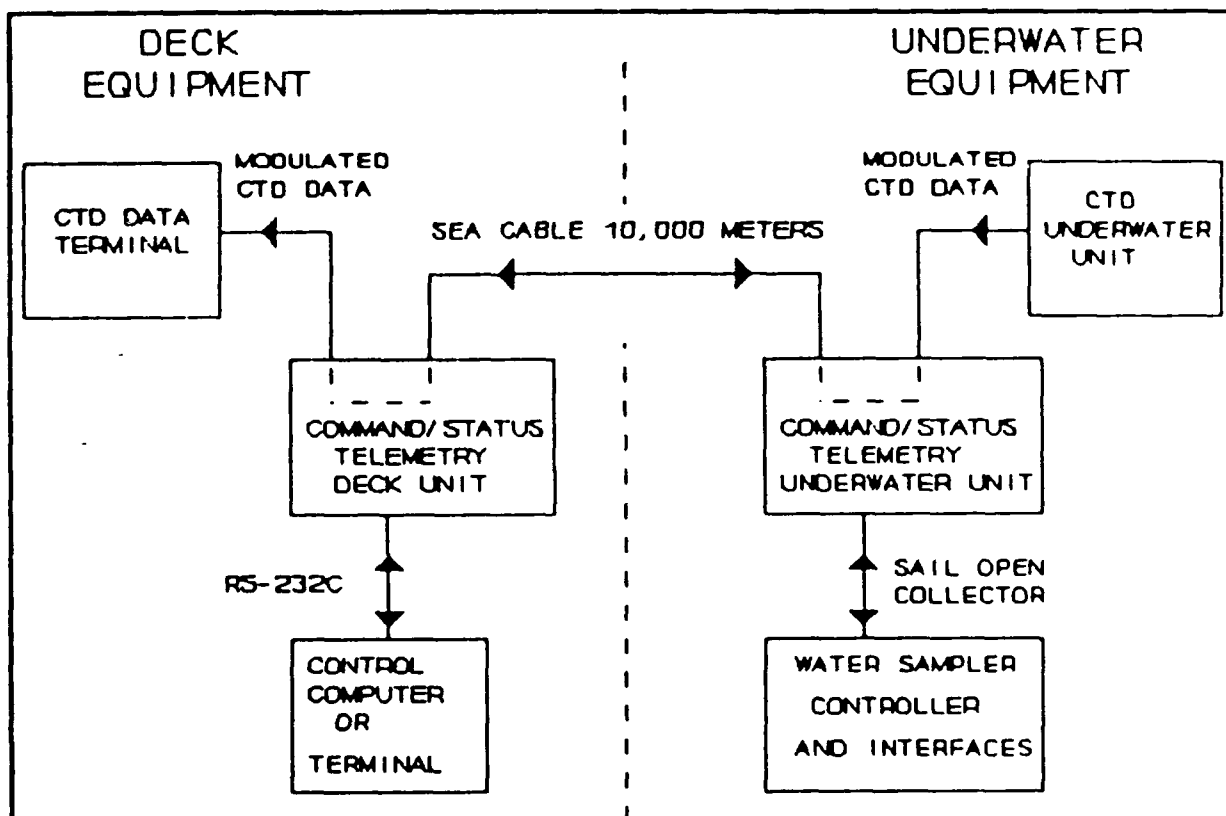 DECK
EQUIPMENT
UNDERWATER
EQUIPMENT
MODULATED
CTD DATA
CTD DATA
TERMINAL
SEA CABLE 10,000 METERS
MODULATED
CTD DATA
CTD
UNDERWATER
UNIT
COMMAND/STATUS
TELEMETRY
DECK UNIT
COMMAND/STATUS
TELEMETRY
UNDERWATER UNIT
RS-232C
SAIL OPEN
COLLECTOR
CONTROL
COMPUTER
OR
TERMINAL
WATER SAMPLER
CONTROLLER
AND INTERFACES